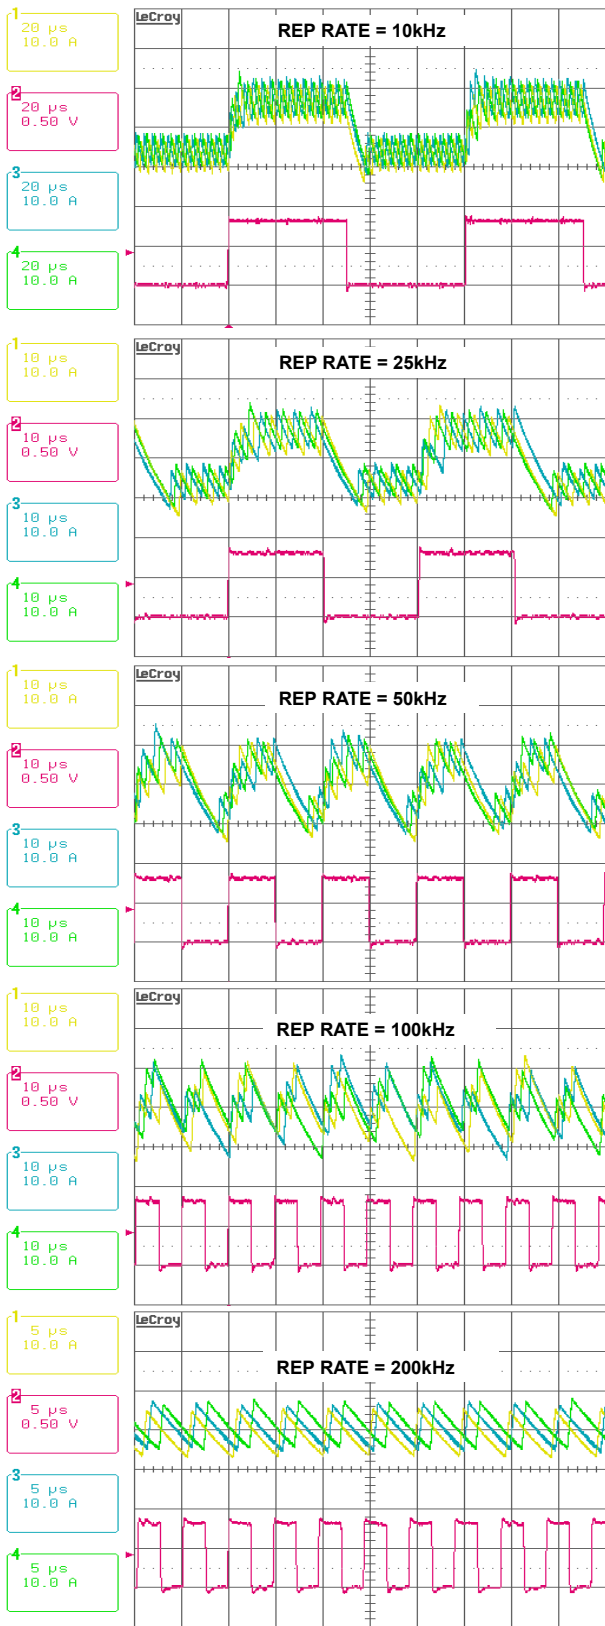 LeCroy
REP RATE = 10kHz
1
20 µs
10.0 A
2
20 µs
0.50 V
3
20 µs
10.0 A
4
20 µs
10.0 A
LeCroy
REP RATE = 25kHz
1
10 µs
10.0 A
2
10 µs
0.50 V
3
10 µs
10.0 A
4
10 µs
10.0 A
LeCroy
REP RATE = 50kHz
1
10 µs
10.0 A
2
10 µs
0.50 V
3
10 µs
10.0 A
4
10 µs
10.0 A
LeCroy
REP RATE = 100kHz
1
10 µs
10.0 A
2
10 µs
0.50 V
3
10 µs
10.0 A
4
10 µs
10.0 A
LeCroy
REP RATE = 200kHz
1
5 µs
10.0 A
2
5 µs
0.50 V
3
5 µs
10.0 A
4
5 µs
10.0 A